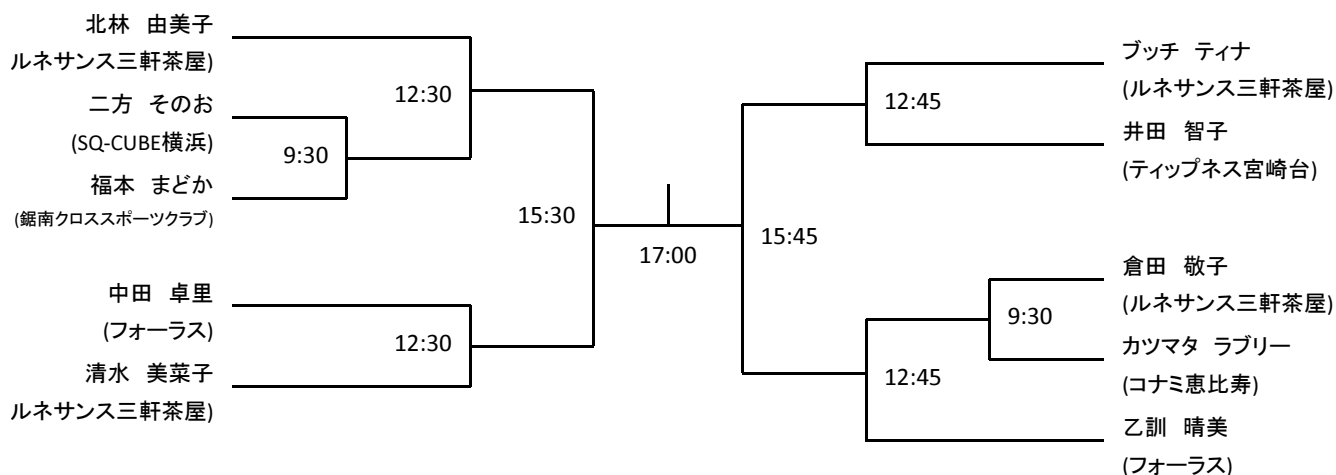 北林　由美子
ルネサンス三軒茶屋)
12:30
二方 そのお
(SQ-CUBE横浜)
9:30
福本 まどか
(鋸南クロススポーツクラブ)
15:30
中田　卓里
(フォーラス)
12:30
清水 美菜子
ルネサンス三軒茶屋)
17:00
ブッチ ティナ
(ルネサンス三軒茶屋)
12:45
井田 智子
(ティップネス宮崎台)
15:45
倉田 敬子
(ルネサンス三軒茶屋)
9:30
カツマタ ラブリー
(コナミ恵比寿)
12:45
乙訓 晴美
(フォーラス)